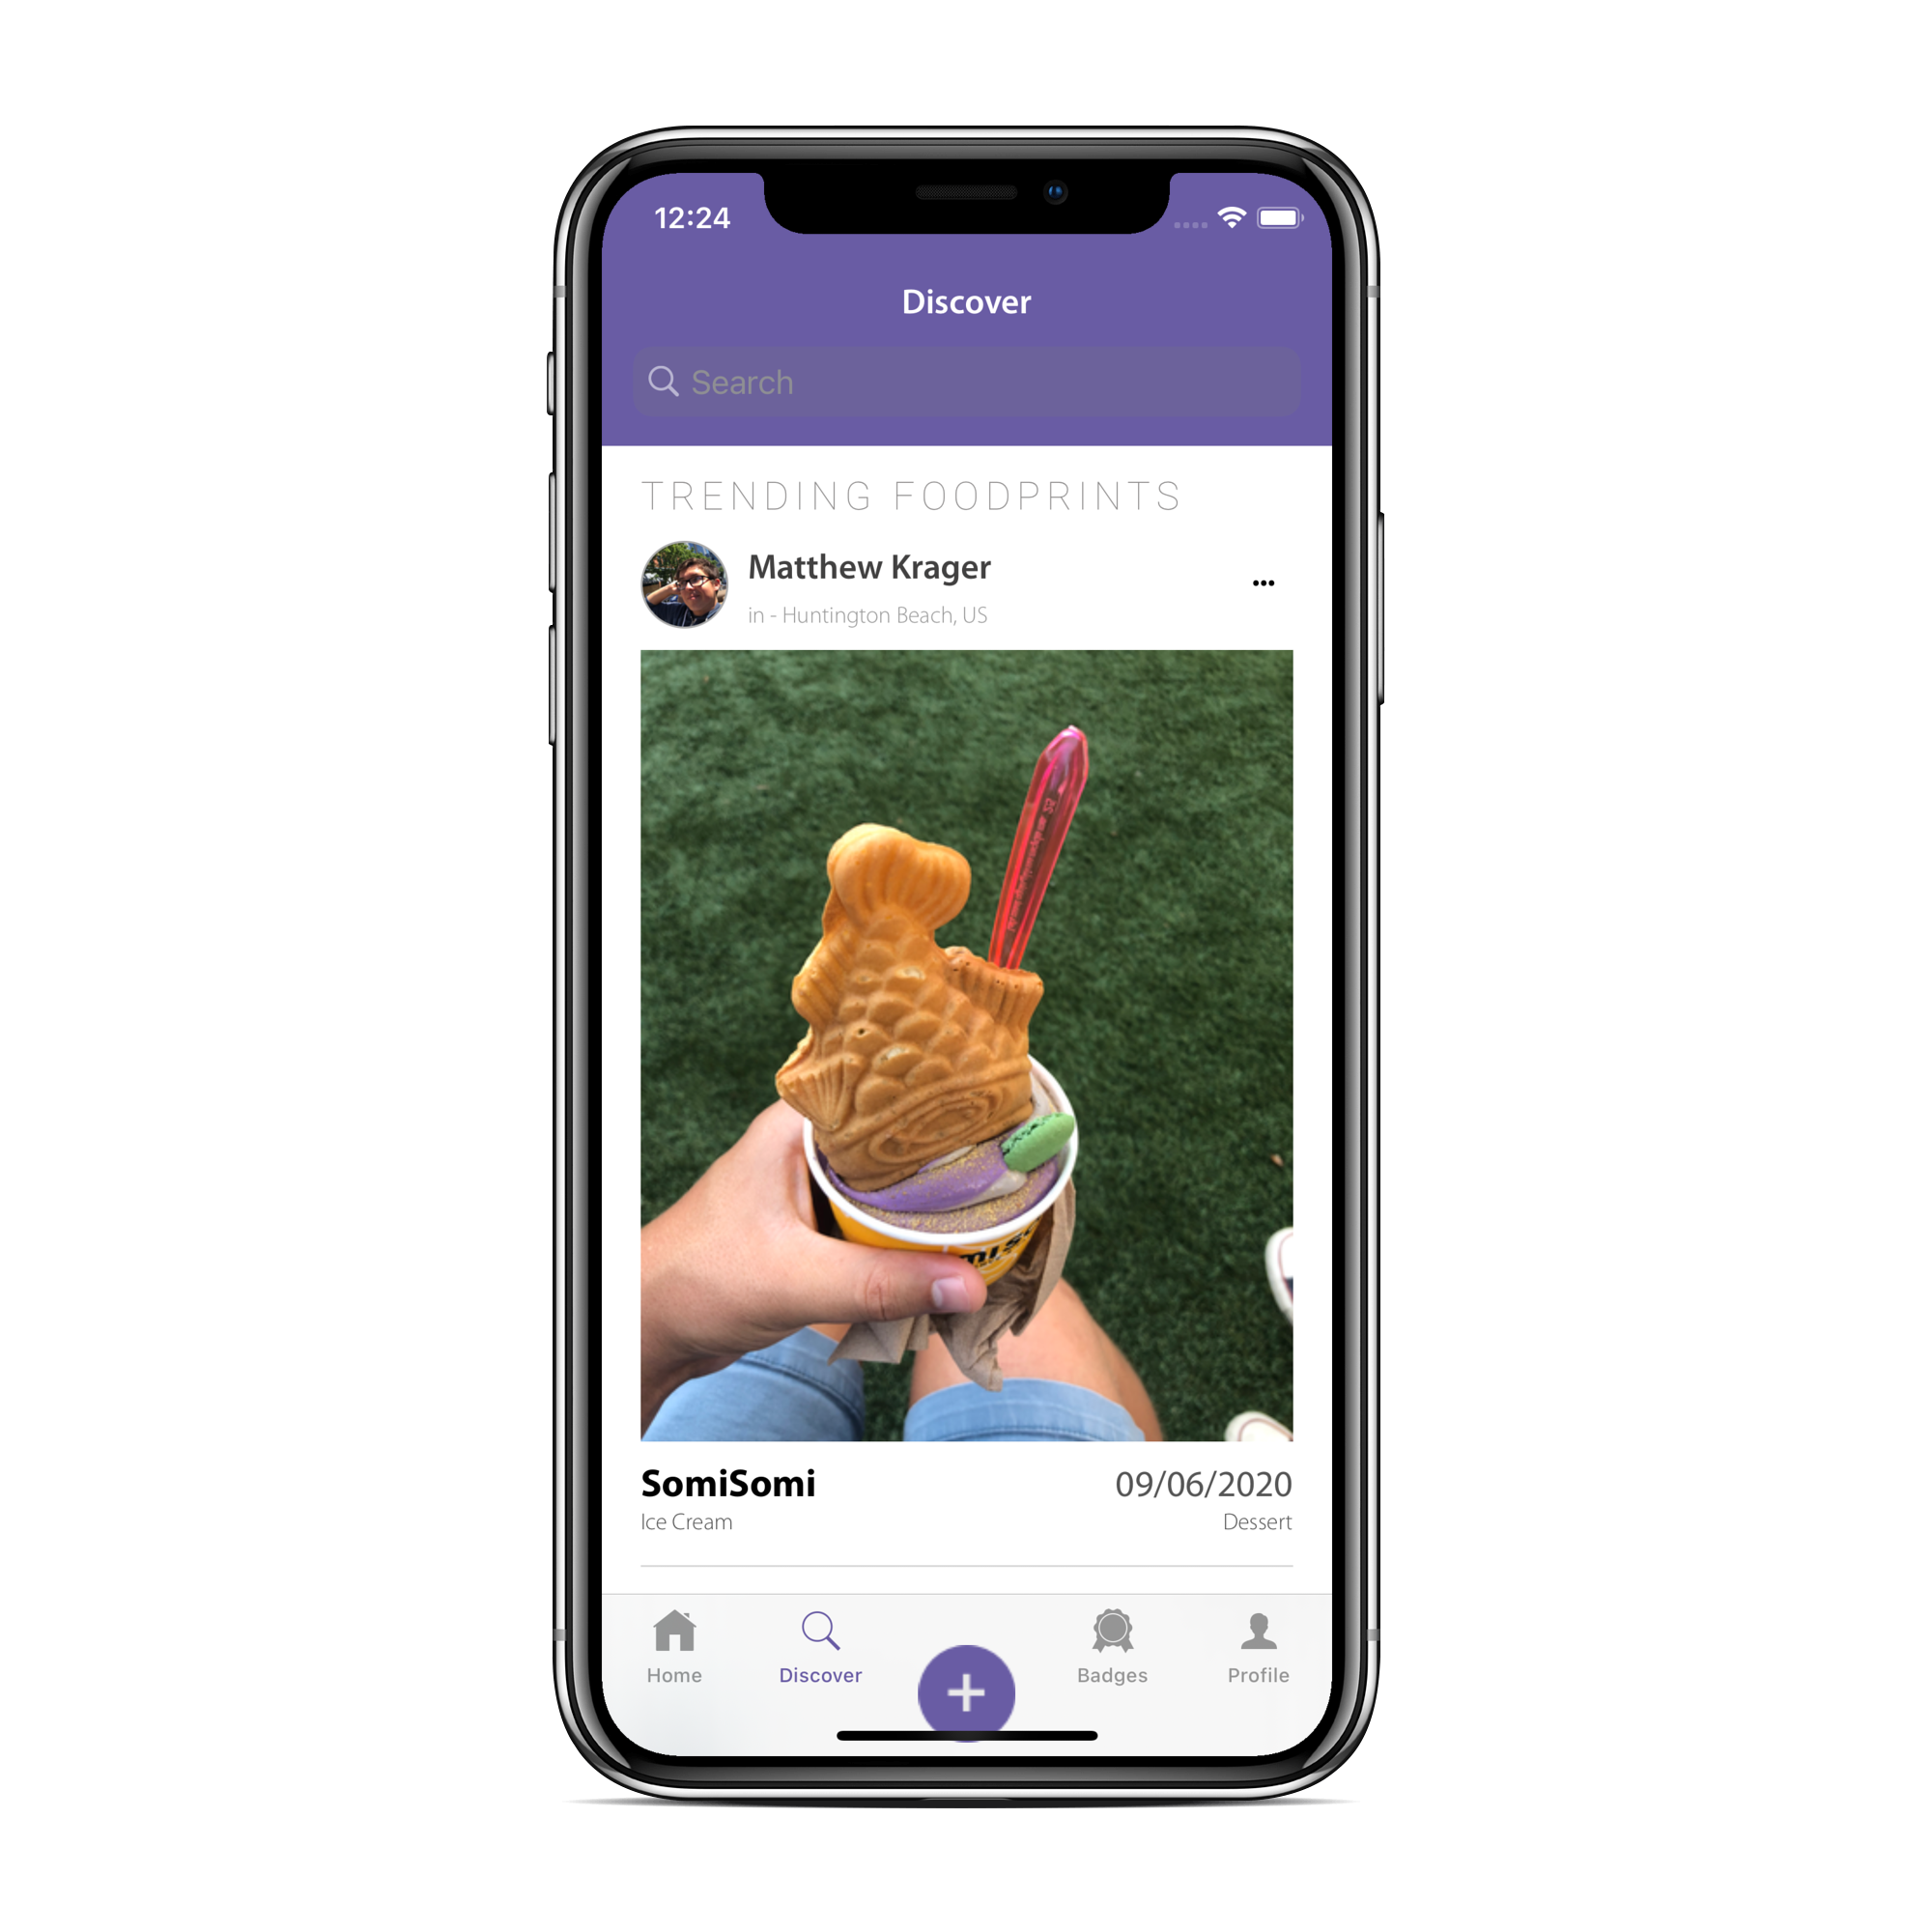 12:24
Discover
Search
TRENDING FOODPRINTS
Matthew Krager
in - Huntington Beach, US
SomiSomi
09/06/2020
Ice Cream
Dessert
Home
Discover
Badges
Profile